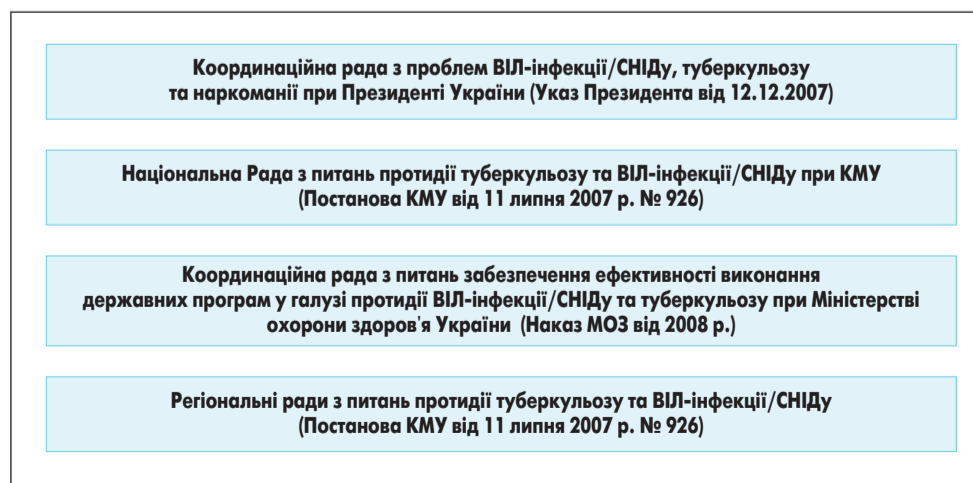 Координаційна рада з проблем ВІЛ-інфекції/СНІДу, туберкульозу
та наркоманії при Президенті України (Указ Президента від 12.12.2007)
Національна Рада з питань протидії туберкульозу та ВІЛ-інфекції/СНІДу при КМУ
(Постанова КМУ від 11 липня 2007 р. № 926)
Координаційна рада з питань забезпечення ефективності виконання
державних програм у галузі протидії ВІЛ-інфекції/СНІДу та туберкульозу при Міністерстві
охорони здоров'я України (Наказ МОЗ від 2008 р.)
Регіональні ради з питань протидії туберкульозу та ВІЛ-інфекції/СНІДу
(Постанова КМУ від 11 липня 2007 р. № 926)